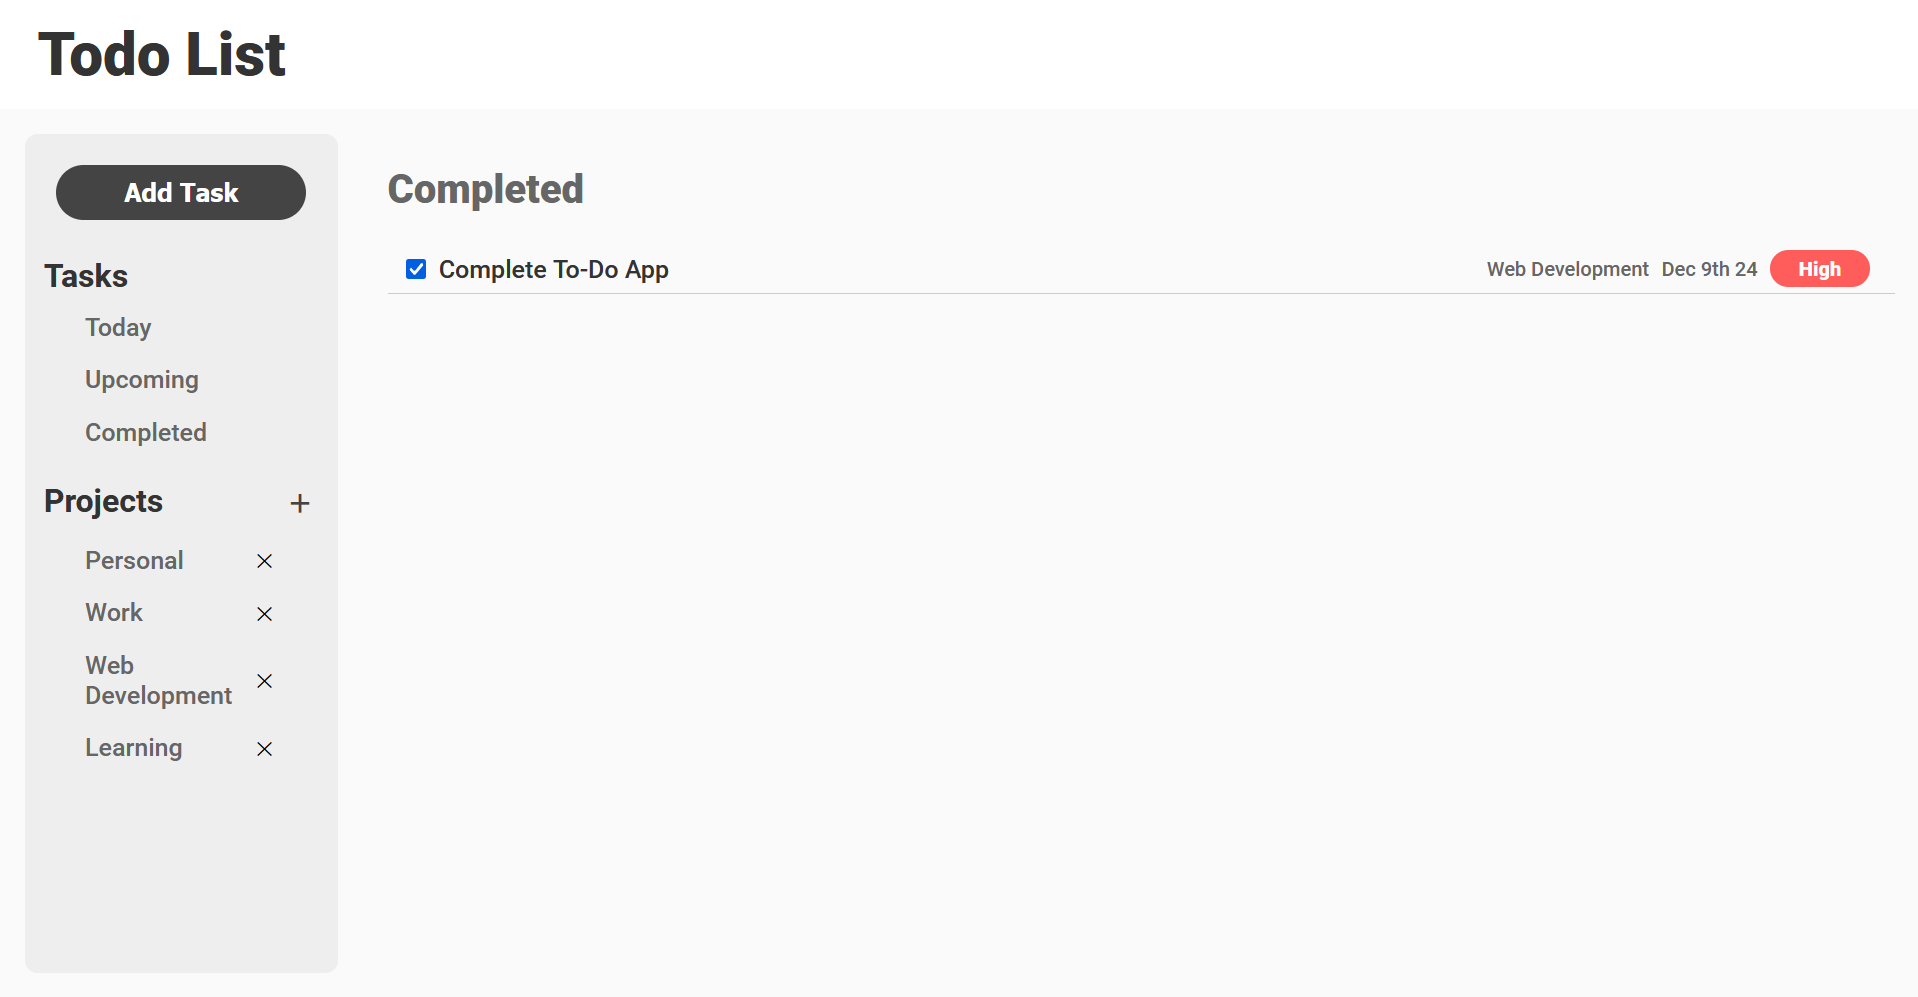 Todo List
Add Task
Tasks
Today
Upcoming
Completed
Projects
Personal
Work
Web
Development
Learning
Completed
Complete To-Do App
Web Development Dec 9th 24 High